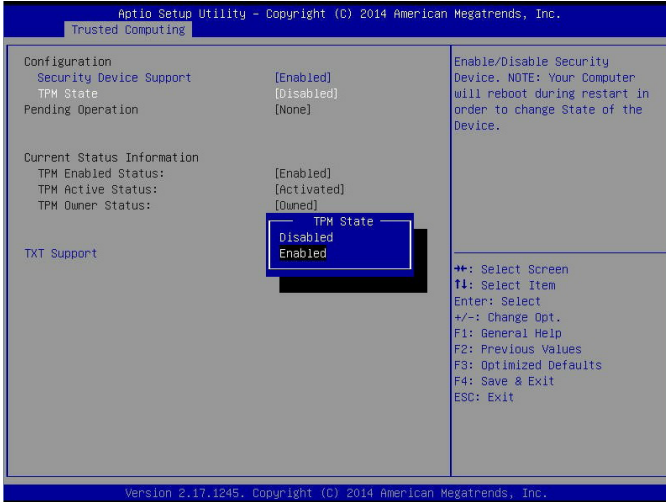 Aptio Setup Utility – Copyright (C) 2014 American Megatrends, Inc.
Trusted Computing
Configuration
Security Device Support [Enabled]
TPM State [Disabled]
Pending Operation [None]
Current Status Information
TPM Enabled Status: [Enabled]
TPM Active Status: [Activated]
TPM Owner Status: [Owned]
TXT Support
TPM State
Disabled
Enabled
Enable/Disable Security
Device. NOTE: Your Computer
will reboot during restart in
order to change State of the
Device.
→←: Select Screen
↑↓: Select Item
Enter: Select
+/-: Change Opt.
F1: General Help
F2: Previous Values
F3: Optimized Defaults
F4: Save & Exit
ESC: Exit
Version 2.17.1245. Copyright (C) 2014 American Megatrends, Inc.